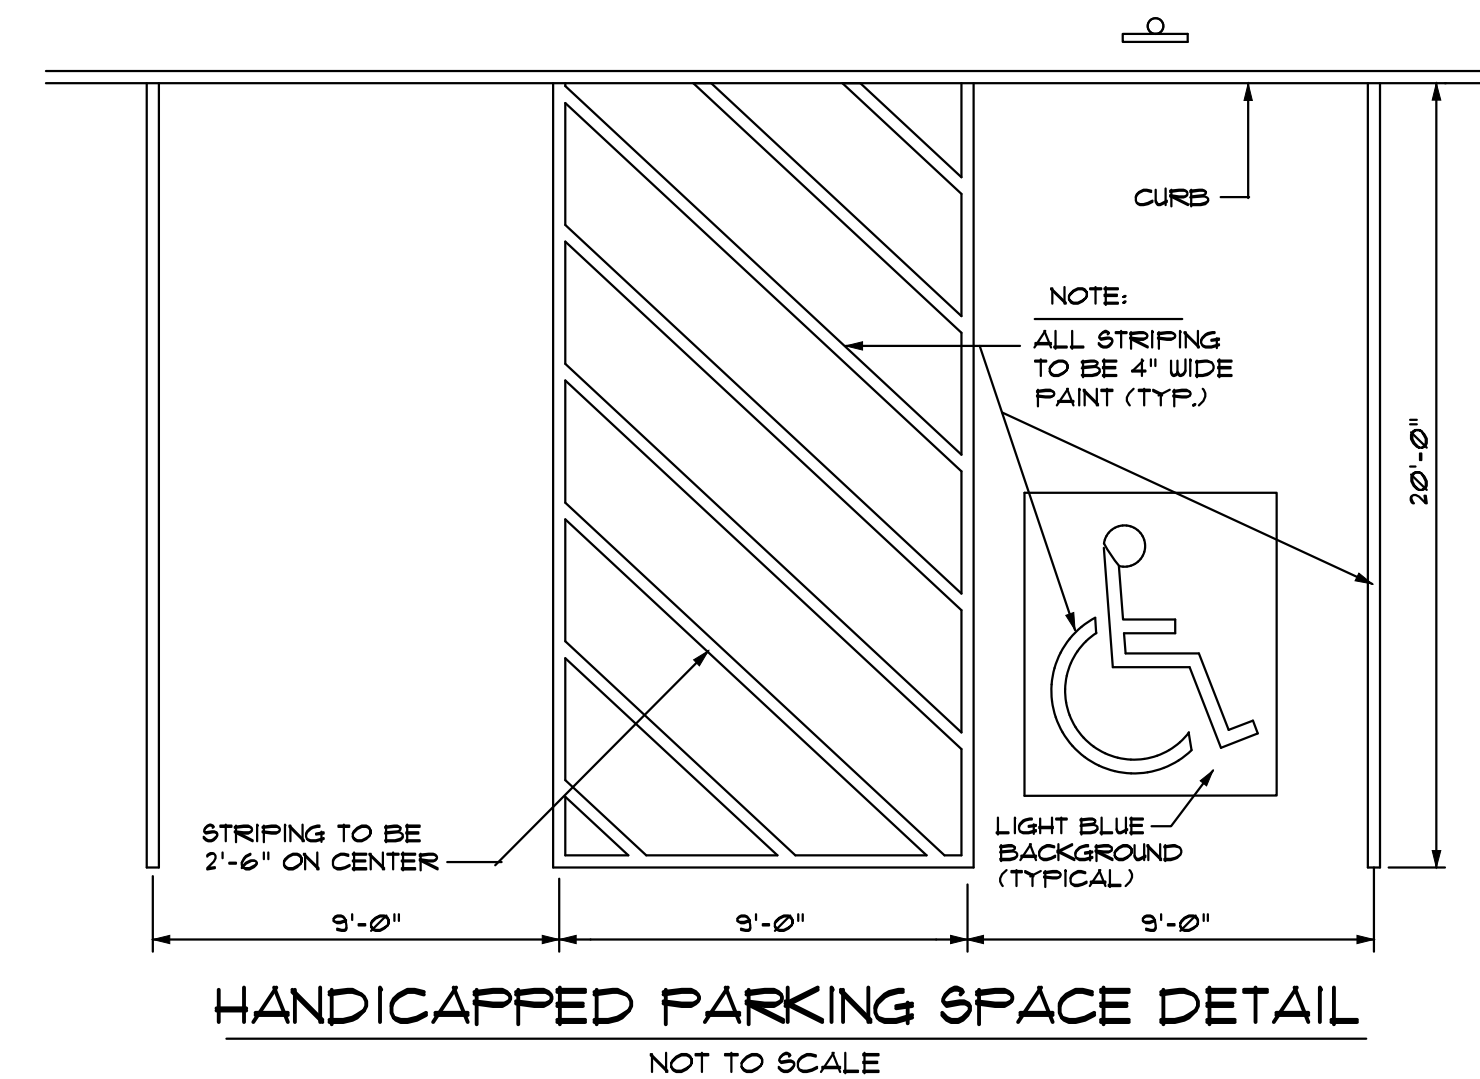 CURB
NOTE:
ALL STRIPING
TO BE 4" WIDE
PAINT (TYP.)
20'-0"
STRIPING TO BE
2'-6" ON CENTER
LIGHT BLUE
BACKGROUND
(TYPICAL)
9'-0"
9'-0"
9'-0"
HANDICAPPED PARKING SPACE DETAIL
NOT TO SCALE